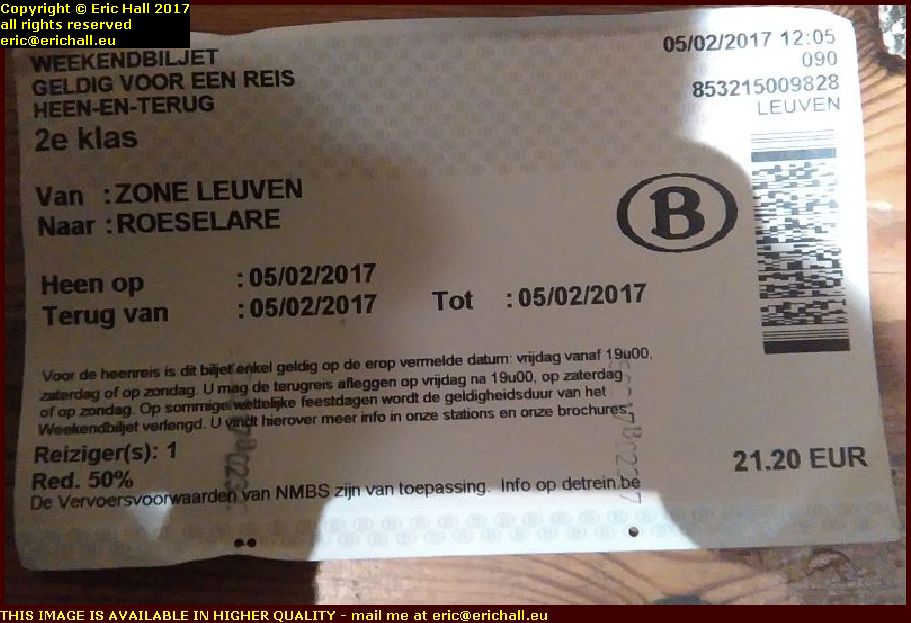 Copyright © Eric Hall 2017
all rights reserved
eric@erichall.eu
WEEKENDBILJET
GELDIG VOOR EEN REIS
HEEN-EN-TERUG
2e klas
05/02/2017 12:05
090
853215009828
LEUVEN
Van : ZONE LEUVEN
Naar : ROESELARE
B
Heen op : 05/02/2017
Terug van : 05/02/2017 Tot : 05/02/2017
Voor de heenreis is dit biljet enkel geldig op de erop vermelde datum: vrijdag vanaf 19u00,
zaterdag of op zondag. U mag de terugreis afleggen op vrijdag na 19u00, op zaterdag
of op zondag. Op sommige wettelijke feestdagen wordt de geldigheidsduur van het
Weekendbiljet verlengd. U vindt hierover meer info in onze stations en onze brochures.
Reiziger(s): 1
Red. 50%
21.20 EUR
De Vervoersvoorwaarden van NMBS zijn van toepassing. Info op detrein.be
THIS IMAGE IS AVAILABLE IN HIGHER QUALITY - mail me at eric@erichall.eu